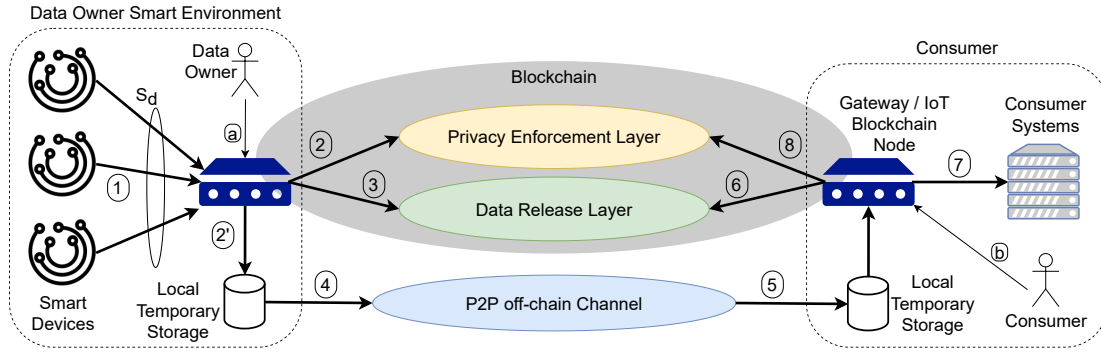 Data Owner Smart Environment
Data
Owner
S_d
a
1
2'
Smart
Devices
Local
Temporary
Storage
Blockchain
2
Privacy Enforcement Layer
8
3
Data Release Layer
6
4
P2P off-chain Channel
5
Consumer
Gateway / IoT
Blockchain
Node
Consumer
Systems
7
b
Local
Temporary
Storage
Consumer